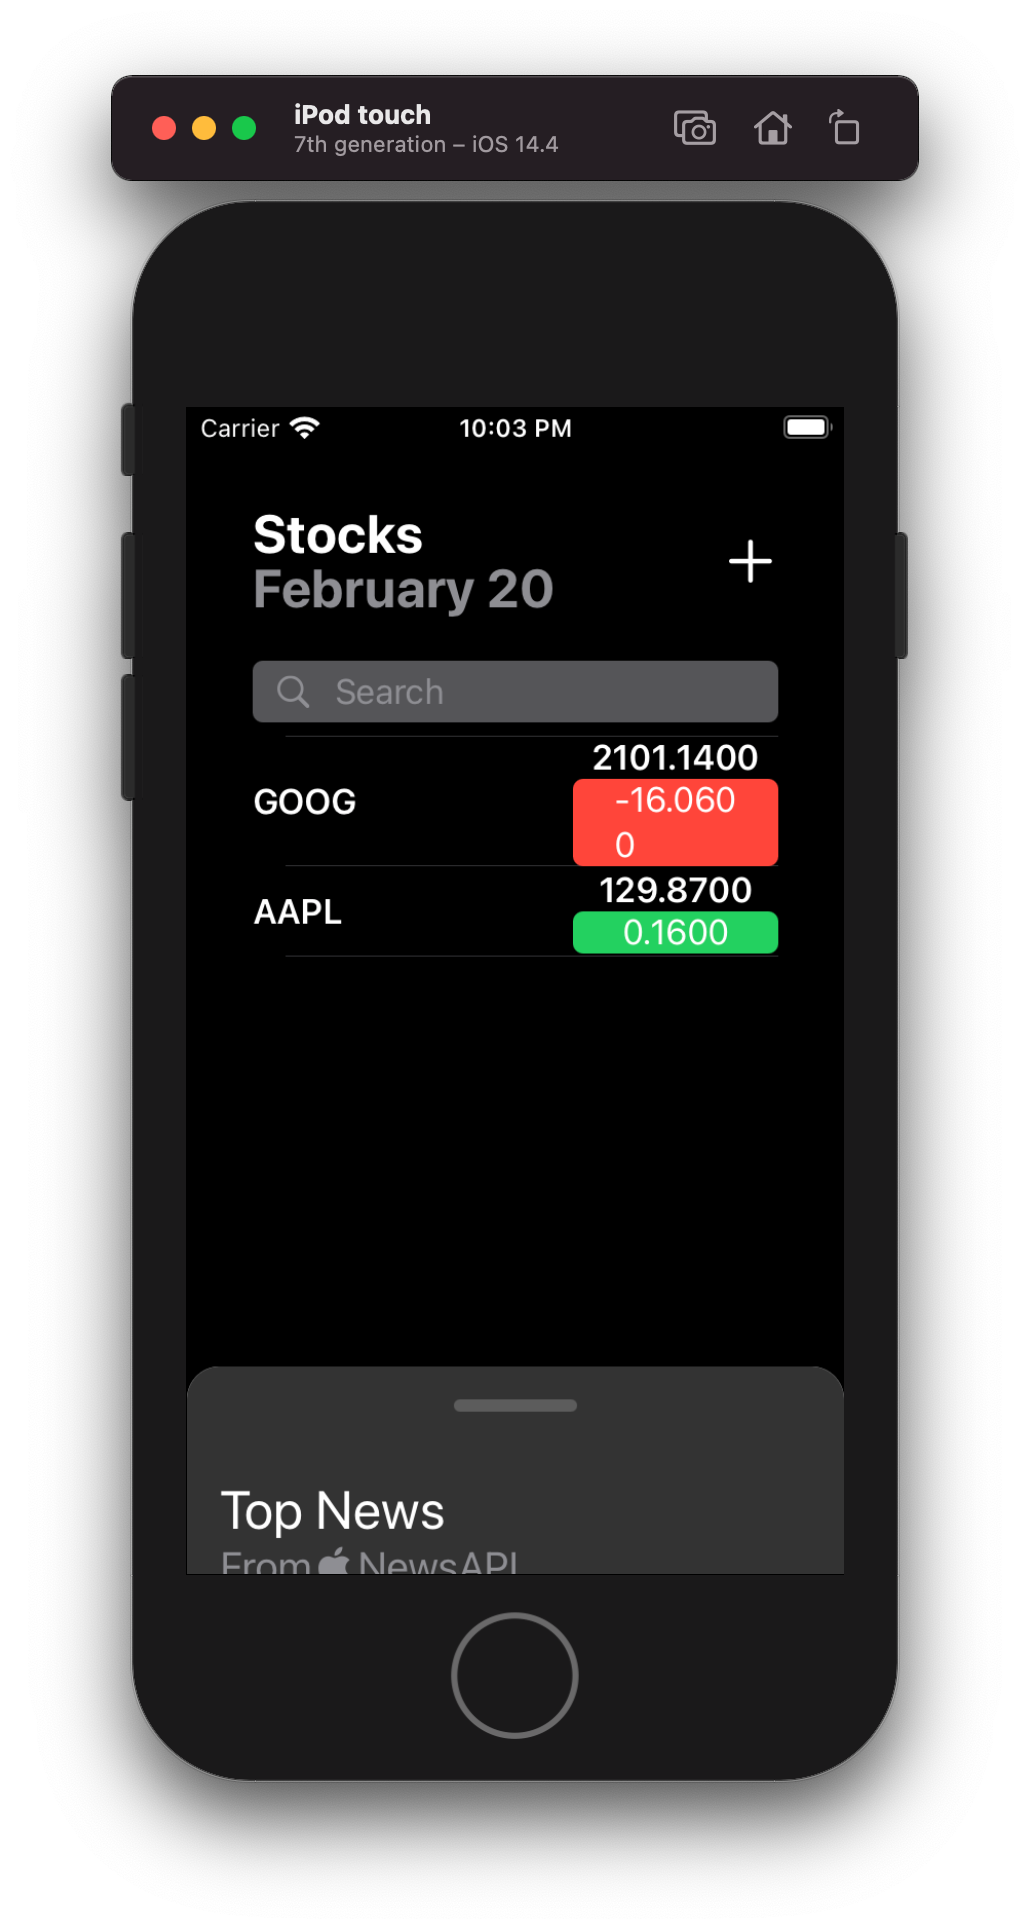 iPod touch
7th generation – iOS 14.4
Carrier 10:03 PM
Stocks
February 20
Search
2101.1400
GOOG
-16.060
0
129.8700
AAPL
0.1600
Top News
From NewsAPI